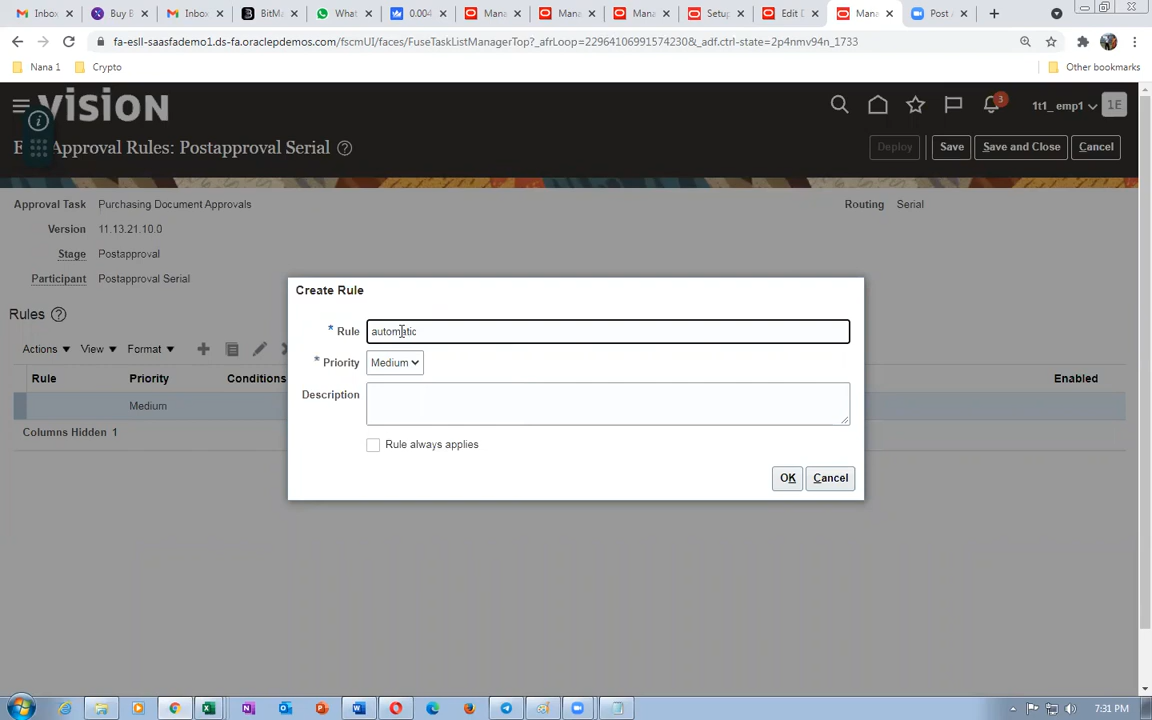 Inbox
Buy B
Inbox
BitMa
What
0.004
Mana
Mana
Mana
Setup
Edit D
Mana
Post A
fa-esll-saasfademo1.ds-fa.oraclepdemos.com/fscmUI/faces/FuseTaskListManagerTop?_afrLoop=22964106991574230&_adf.ctrl-state=2p4nmv94n_1733
Nana 1
Crypto
Other bookmarks
VISION
3
1t1_emp1
1E
Approval Rules: Postapproval Serial
Deploy
Save
Save and Close
Cancel
Approval Task
Purchasing Document Approvals
Routing
Serial
Version
11.13.21.10.0
Stage
Postapproval
Participant
Postapproval Serial
Create Rule
Rules
* Rule
automatic
Actions
View
Format
* Priority
Medium
Rule
Priority
Conditions
Description
Enabled
Medium
Columns Hidden 1
Rule always applies
OK
Cancel
7:31 PM